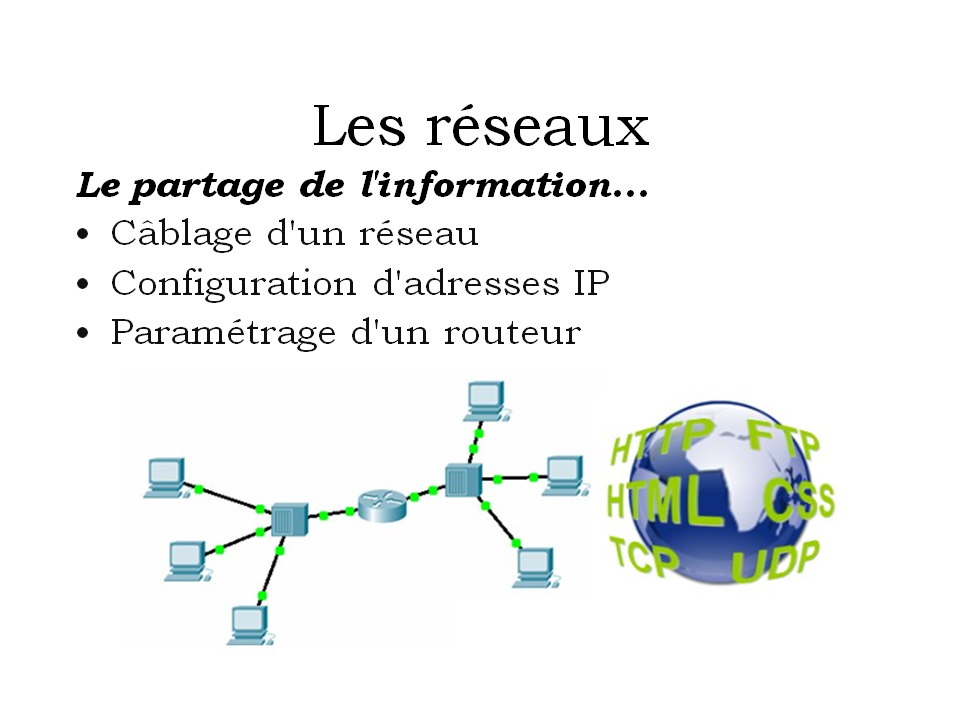 Les réseaux
Le partage de l'information...
• Câblage d'un réseau
• Configuration d'adresses IP
• Paramétrage d'un routeur
HTTP FTP
HTML CSS
TCP UDP